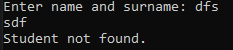 Enter name and surname: dfs
sdf
Student not found.